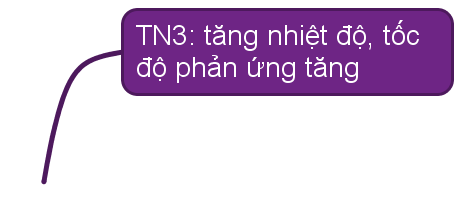 TN3: tăng nhiệt độ, tốc
độ phản ứng tăng